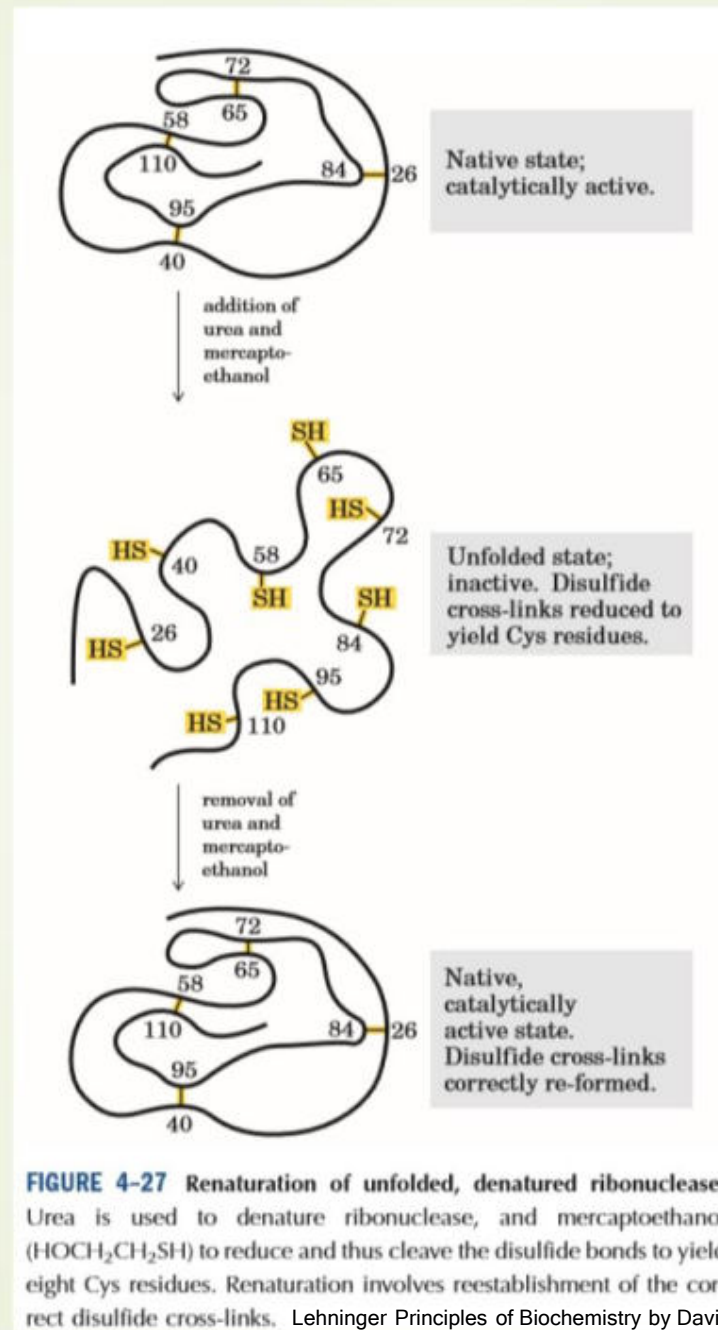 72
65
58
110
84
26
95
40
Native state;
catalytically active.
addition of
urea and
mercapto-
ethanol
SH
65
HS
72
HS
40
58
SH
SH
84
HS
26
95
HS
HS
110
Unfolded state;
inactive. Disulfide
cross-links reduced to
yield Cys residues.
removal of
urea and
mercapto-
ethanol
72
65
58
110
84
26
95
40
Native,
catalytically
active state.
Disulfide cross-links
correctly re-formed.
FIGURE 4–27 Renaturation of unfolded, denatured ribonuclease
Urea is used to denature ribonuclease, and mercaptoethano
(HOCH₂CH₂SH) to reduce and thus cleave the disulfide bonds to yield
eight Cys residues. Renaturation involves reestablishment of the cor
rect disulfide cross-links. Lehninger Principles of Biochemistry by Davi